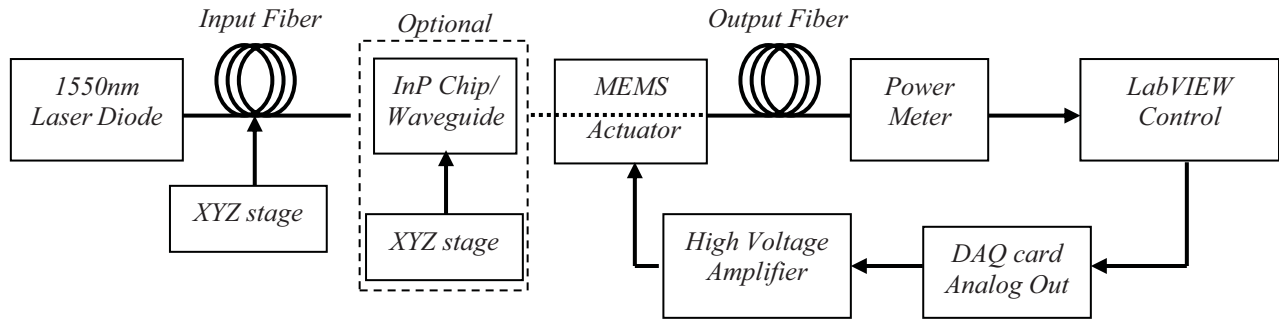 Input Fiber
Optional
Output Fiber
1550nm
Laser Diode
InP Chip/
Waveguide
MEMS
Actuator
Power
Meter
LabVIEW
Control
XYZ stage
XYZ stage
High Voltage
Amplifier
DAQ card
Analog Out